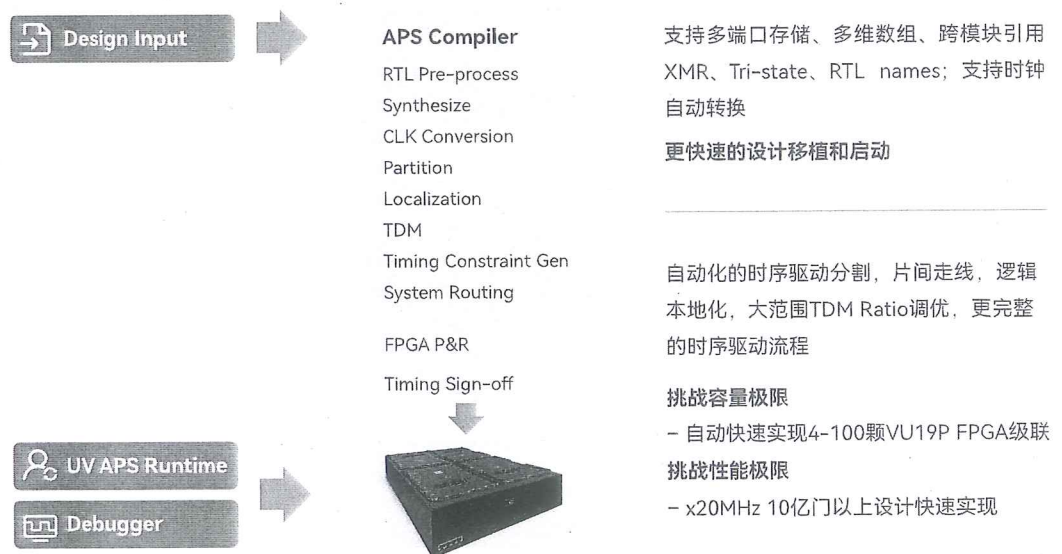 Design Input
APS Compiler
RTL Pre-process
Synthesize
CLK Conversion
Partition
Localization
TDM
Timing Constraint Gen
System Routing
FPGA P&R
Timing Sign-off
UV APS Runtime
Debugger
支持多端口存储、多维数组、跨模块引用
XMR、Tri-state、RTL names；支持时钟
自动转换
更快速的设计移植和启动
自动化的时序驱动分割，片间走线，逻辑
本地化，大范围TDM Ratio调优，更完整
的时序驱动流程
挑战容量极限
- 自动快速实现4-100颗VU19P FPGA级联
挑战性能极限
- x20MHz 10亿门以上设计快速实现